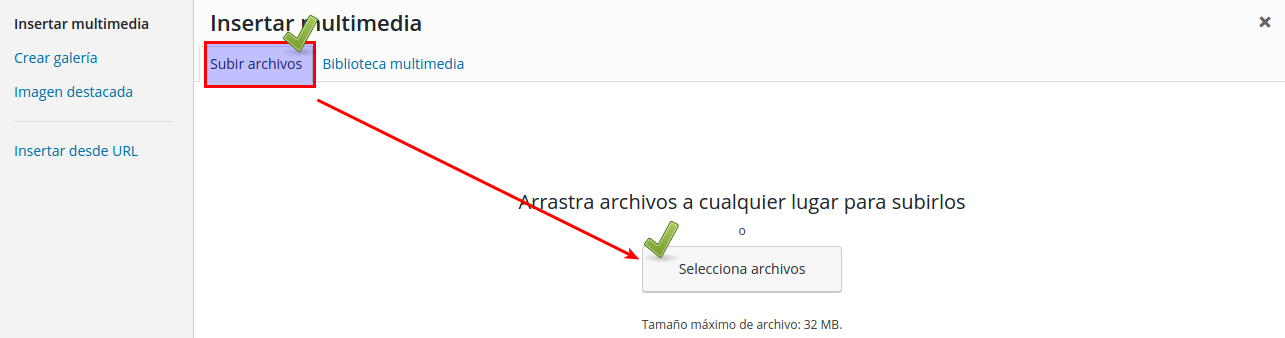 Insertar multimedia
Crear galería
Imagen destacada
Insertar desde URL
Insertar multimedia
Subir archivos
Biblioteca multimedia
Arrastra archivos a cualquier lugar para subirlos
o
Selecciona archivos
Tamaño máximo de archivo: 32 MB.